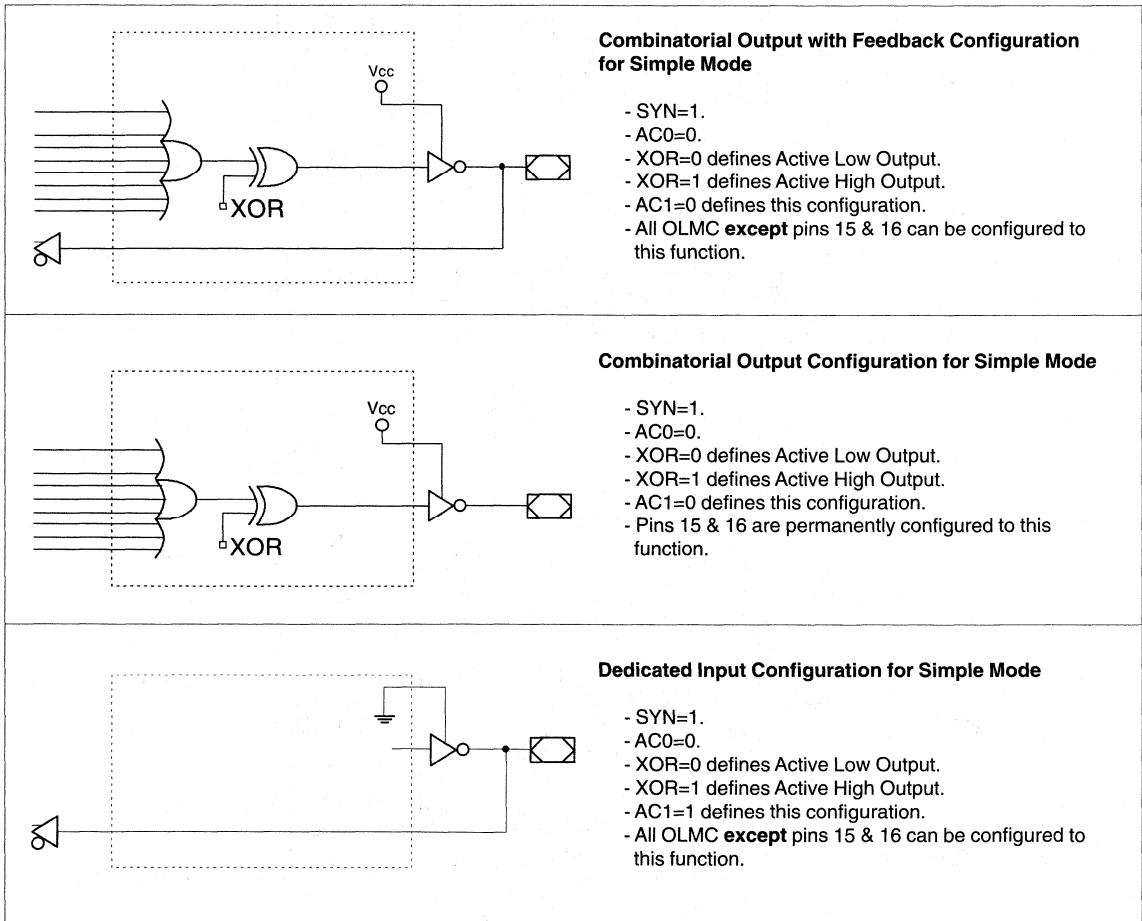 Combinatorial Output with Feedback Configuration
for Simple Mode
Vcc
- SYN=1.
- AC0=0.
- XOR=0 defines Active Low Output.
- XOR=1 defines Active High Output.
- AC1=0 defines this configuration.
- All OLMC except pins 15 & 16 can be configured to
this function.
XOR
Combinatorial Output Configuration for Simple Mode
Vcc
- SYN=1.
- AC0=0.
- XOR=0 defines Active Low Output.
- XOR=1 defines Active High Output.
- AC1=0 defines this configuration.
- Pins 15 & 16 are permanently configured to this
function.
XOR
Dedicated Input Configuration for Simple Mode
- SYN=1.
- AC0=0.
- XOR=0 defines Active Low Output.
- XOR=1 defines Active High Output.
- AC1=1 defines this configuration.
- All OLMC except pins 15 & 16 can be configured to
this function.